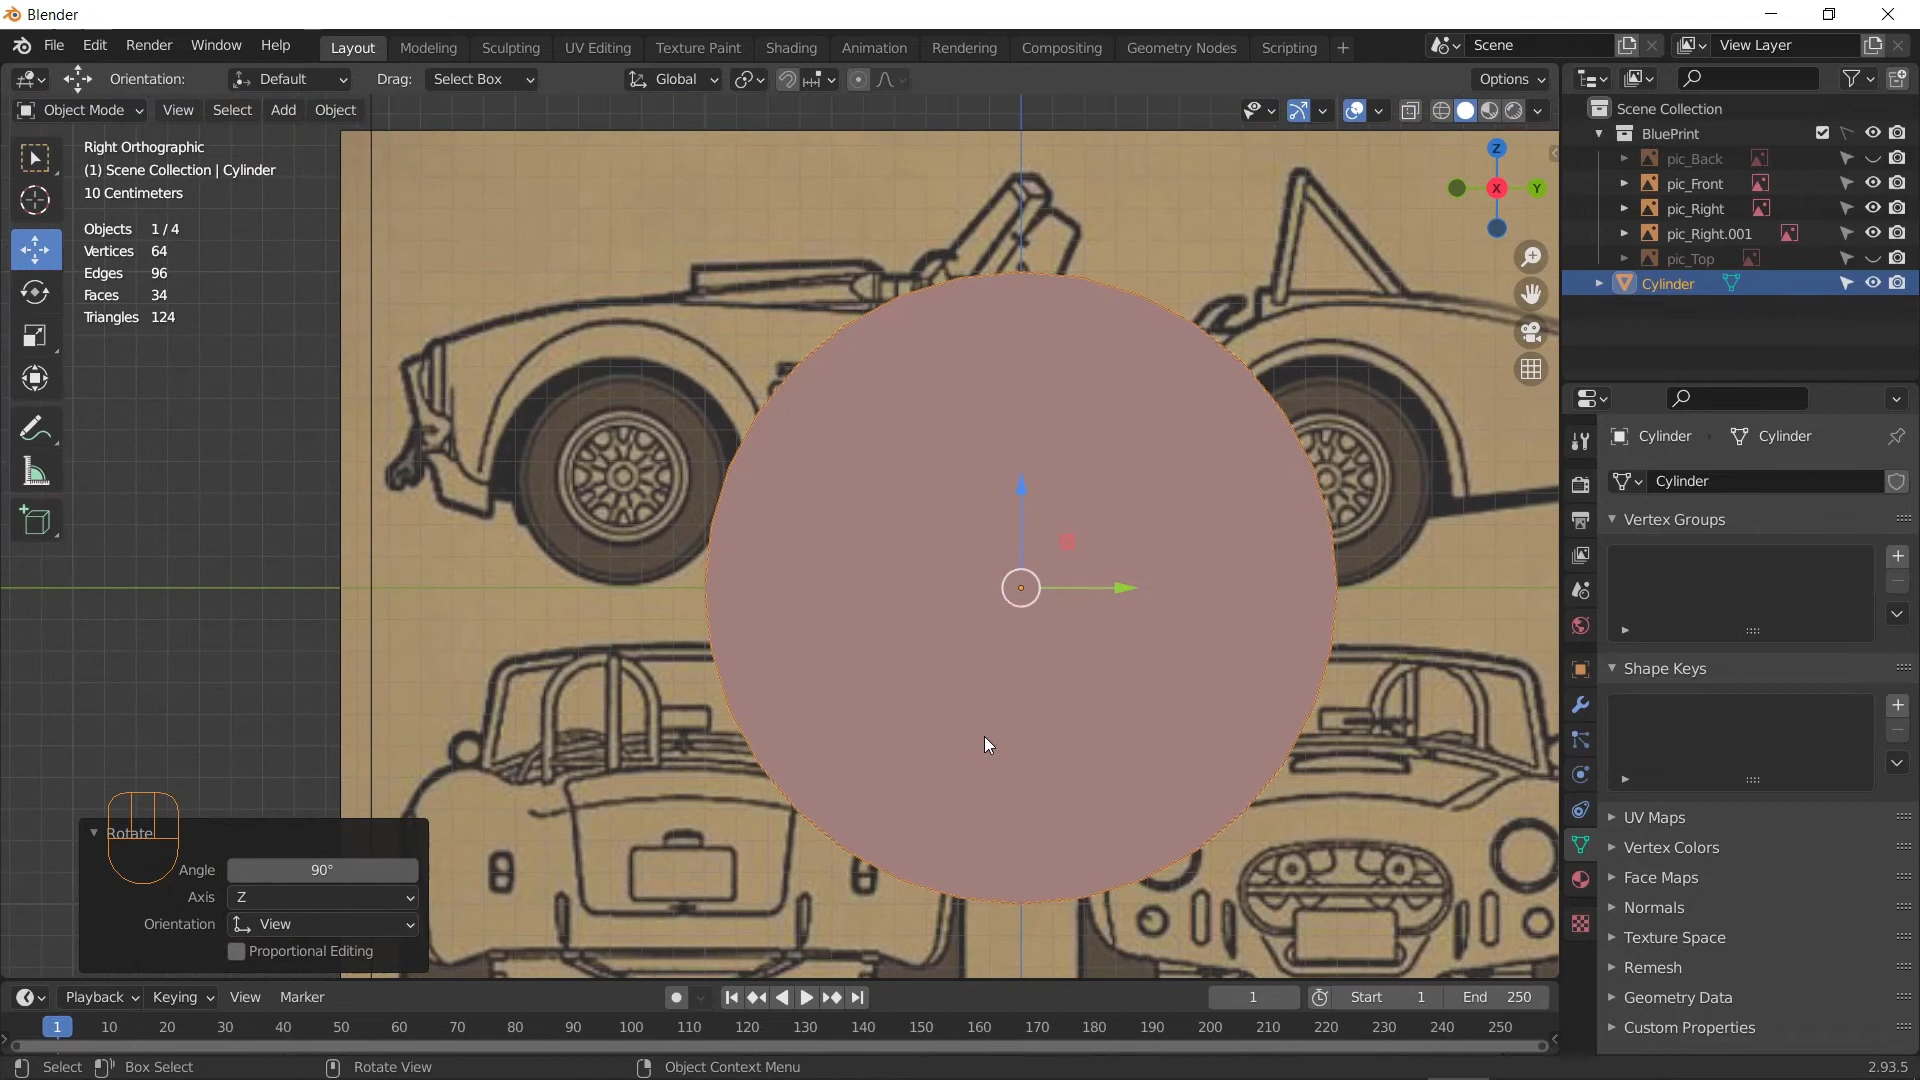 Blender
File Edit Render Window Help Layout Modeling Sculpting UV Editing Texture Paint Shading Animation Rendering Compositing Geometry Nodes Scripting + Scene View Layer
Orientation: Default Drag: Select Box Global Options
Object Mode View Select Add Object
Right Orthographic
(1) Scene Collection | Cylinder
10 Centimeters
Objects 1 / 4
Vertices 64
Edges 96
Faces 34
Triangles 124
Z
X
Y
Scene Collection
BluePrint
pic_Back
pic_Front
pic_Right
pic_Right.001
pic_Top
Cylinder
Cylinder Cylinder
Cylinder
Vertex Groups
Shape Keys
UV Maps
Vertex Colors
Face Maps
Normals
Texture Space
Remesh
Geometry Data
Custom Properties
Rotate
Angle 90°
Axis Z
Orientation View
Proportional Editing
Playback Keying View Marker 1 Start 1 End 250
1 10 20 30 40 50 60 70 80 90 100 110 120 130 140 150 160 170 180 190 200 210 220 230 240 250
Select Box Select Rotate View Object Context Menu 2.93.5